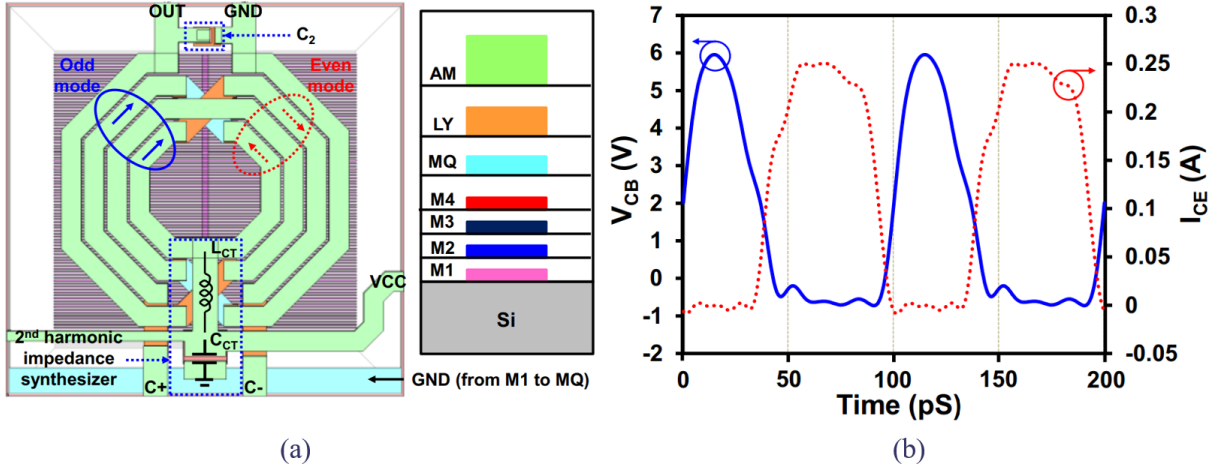 OUT GND
C2
Odd mode
Even mode
LCT
VCC
CCT
2nd harmonic impedance synthesizer
C+ C-
GND (from M1 to MQ)
AM
LY
MQ
M4
M3
M2
M1
Si
(a)
VCB (V)
7
6
5
4
3
2
1
0
-1
-2
0 50 100 150 200
Time (pS)
0.3
0.25
0.2
0.15
0.1
0.05
0
-0.05
ICE (A)
(b)